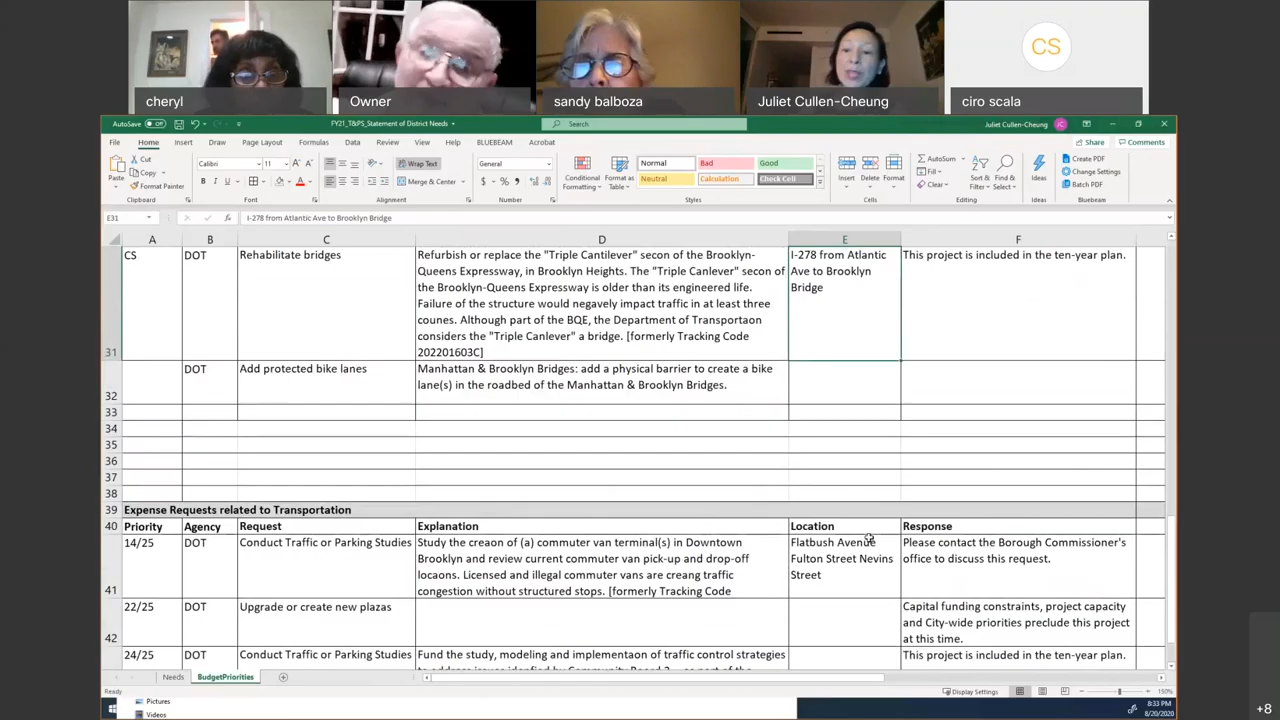 CS
cheryl
Owner
sandy balboza
Juliet Cullen-Cheung
ciro scala
AutoSave
Off
FY21_T&PS_Statement of District Needs
Search
Juliet Cullen-Cheung
JC
File
Home
Insert
Draw
Page Layout
Formulas
Data
Review
View
Help
BLUEBEAM
Acrobat
Share
Comments
Paste
Cut
Copy
Format Painter
Clipboard
Calibri
11
Font
Wrap Text
Merge & Center
Alignment
General
Number
Conditional Formatting
Format as Table
Normal
Bad
Good
Neutral
Calculation
Check Cell
Styles
Insert
Delete
Format
Cells
AutoSum
Fill
Clear
Sort & Filter
Find & Select
Editing
Ideas
Ideas
Create PDF
Change Settings
Batch PDF
Bluebeam
E31
I-278 from Atlantic Ave to Brooklyn Bridge
A B C D E F
31
CS
DOT
Rehabilitate bridges
Refurbish or replace the "Triple Cantilever" secon of the Brooklyn-
Queens Expressway, in Brooklyn Heights. The "Triple Canlever" secon of
the Brooklyn-Queens Expressway is older than its engineered life.
Failure of the structure would negavely impact traffic in at least three
counes. Although part of the BQE, the Department of Transportaon
considers the "Triple Canlever" a bridge. [formerly Tracking Code
202201603C]
I-278 from Atlantic
Ave to Brooklyn
Bridge
This project is included in the ten-year plan.
32
DOT
Add protected bike lanes
Manhattan & Brooklyn Bridges: add a physical barrier to create a bike
lane(s) in the roadbed of the Manhattan & Brooklyn Bridges.
33
34
35
36
37
38
39
Expense Requests related to Transportation
40
Priority
Agency
Request
Explanation
Location
Response
41
14/25
DOT
Conduct Traffic or Parking Studies
Study the creaon of (a) commuter van terminal(s) in Downtown
Brooklyn and review current commuter van pick-up and drop-off
locaons. Licensed and illegal commuter vans are creang traffic
congestion without structured stops. [formerly Tracking Code
Flatbush Avenue
Fulton Street Nevins
Street
Please contact the Borough Commissioner's
office to discuss this request.
42
22/25
DOT
Upgrade or create new plazas
Capital funding constraints, project capacity
and City-wide priorities preclude this project
at this time.
24/25
DOT
Conduct Traffic or Parking Studies
Fund the study, modeling and implementaon of traffic control strategies
This project is included in the ten-year plan.
Needs
BudgetPriorities
Ready
Display Settings
150%
Pictures
Videos
8:33 PM
8/20/2020
+8